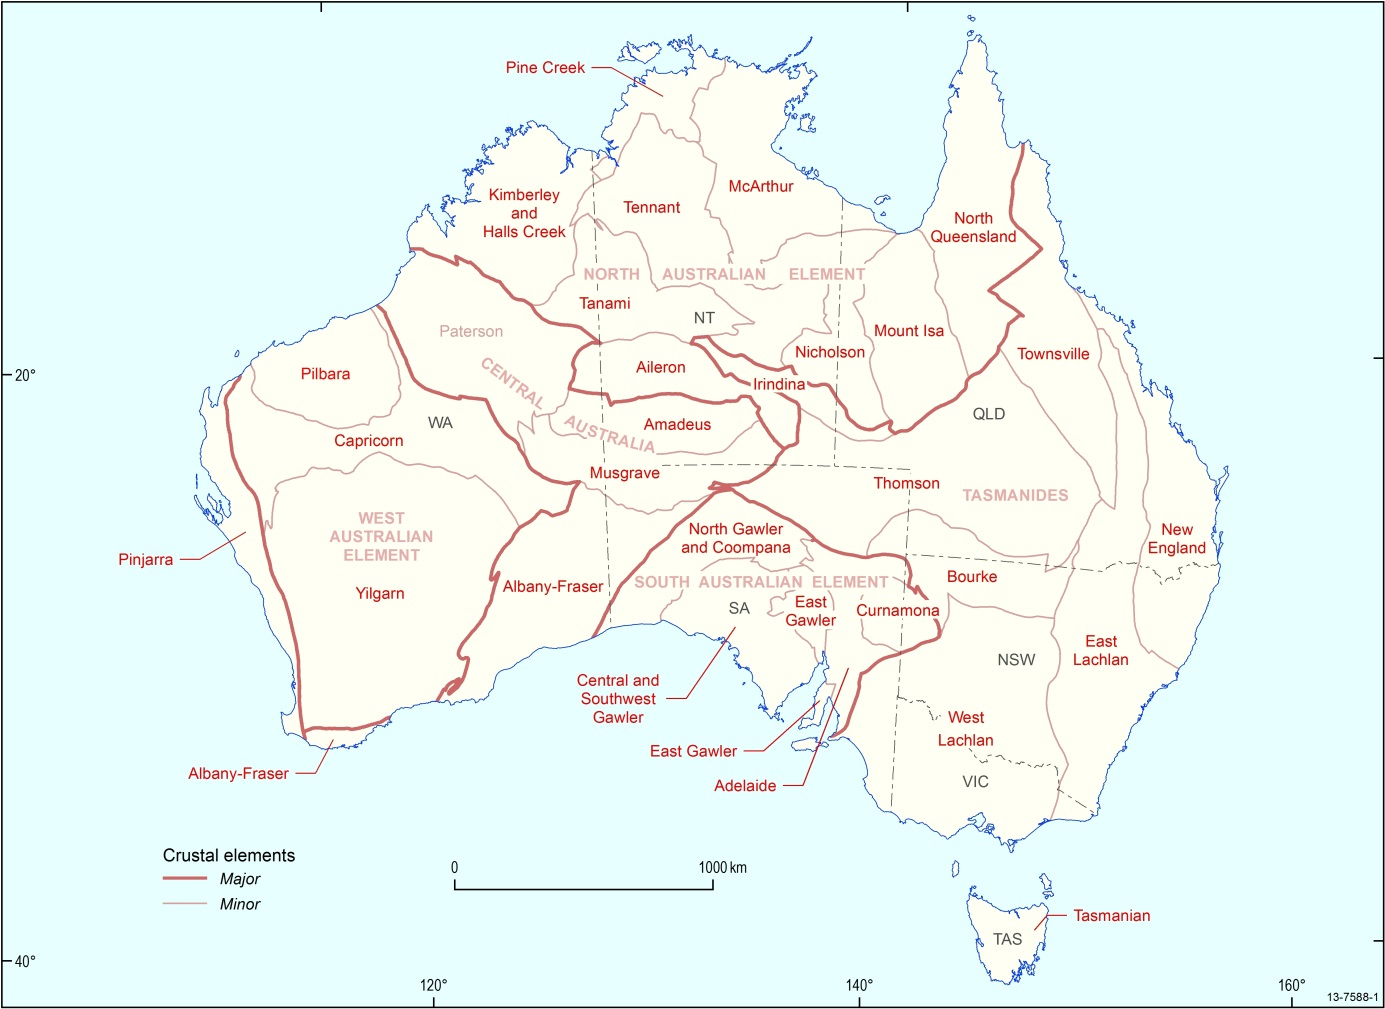 Pine Creek
McArthur
Kimberley
and
Halls Creek
Tennant
North
Queensland
NORTH AUSTRALIAN ELEMENT
Tanami
NT
Paterson
Mount Isa
Nicholson
Townsville
Pilbara
Aileron
Irindina
CENTRAL
AUSTRALIA
20°
WA
QLD
Amadeus
Capricorn
Musgrave
Thomson
TASMANIDES
WEST
AUSTRALIAN
ELEMENT
North Gawler
and Coompana
New
England
Pinjarra
Yilgarn
Albany-Fraser
SOUTH AUSTRALIAN ELEMENT
Bourke
SA
East
Gawler
Curnamona
East
Lachlan
NSW
Central and
Southwest
Gawler
West
Lachlan
East Gawler
Albany-Fraser
Adelaide
VIC
Crustal elements
Major
Minor
0
1000 km
Tasmanian
TAS
40°
120°
140°
160°
13-7588-1